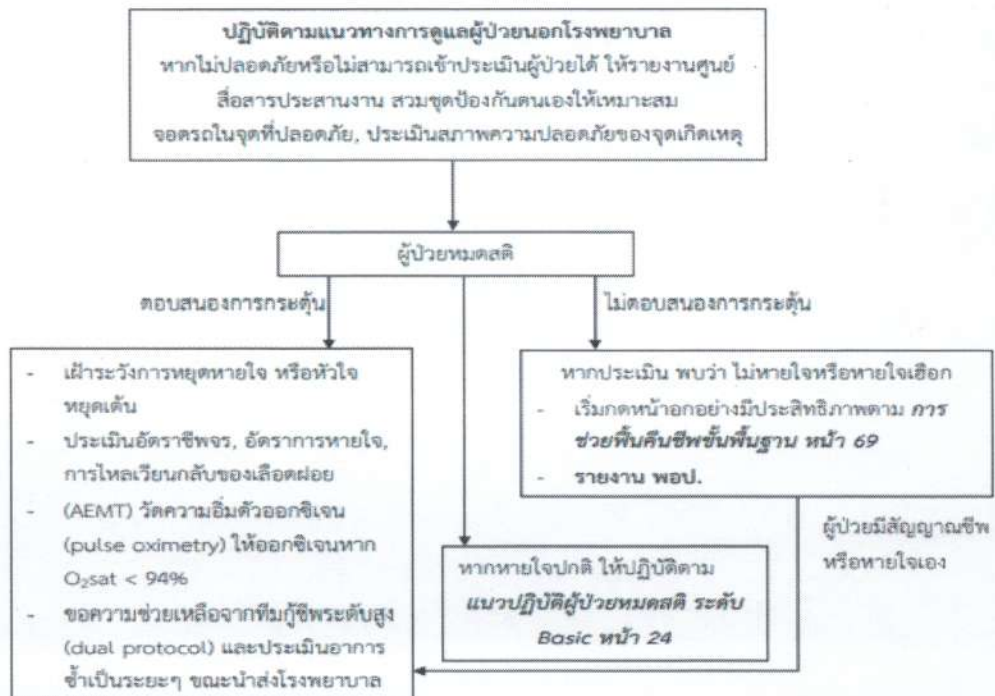 ปฏิบัติตามแนวทางการดูแลผู้ป่วยนอกโรงพยาบาล
หากไม่ปลอดภัยหรือไม่สามารถเข้าประเมินผู้ป่วยได้ ให้รายงานศูนย์
สื่อสารประสานงาน สวมชุดป้องกันตนเองให้เหมาะสม
จอดรถในจุดที่ปลอดภัย, ประเมินสภาพความปลอดภัยของจุดเกิดเหตุ
ผู้ป่วยหมดสติ
ตอบสนองการกระตุ้น
ไม่ตอบสนองการกระตุ้น
- เฝ้าระวังการหยุดหายใจ หรือหัวใจ
หยุดเต้น
- ประเมินอัตราชีพจร, อัตราการหายใจ,
การไหลเวียนกลับของเลือดฝอย
- (AEMT) วัดความอิ่มตัวออกซิเจน
(pulse oximetry) ให้ออกซิเจนหาก
O₂sat < 94%
- ขอความช่วยเหลือจากทีมกู้ชีพระดับสูง
(dual protocol) และประเมินอาการ
ซ้ำเป็นระยะๆ ขณะนำส่งโรงพยาบาล
หากประเมิน พบว่า ไม่หายใจหรือหายใจเฮือก
- เริ่มกดหน้าอกอย่างมีประสิทธิภาพตาม การ
ช่วยฟื้นคืนชีพขั้นพื้นฐาน หน้า 69
- รายงาน พอป.
ผู้ป่วยมีสัญญาณชีพ
หรือหายใจเอง
หากหายใจปกติ ให้ปฏิบัติตาม
แนวปฏิบัติผู้ป่วยหมดสติ ระดับ
Basic หน้า 24